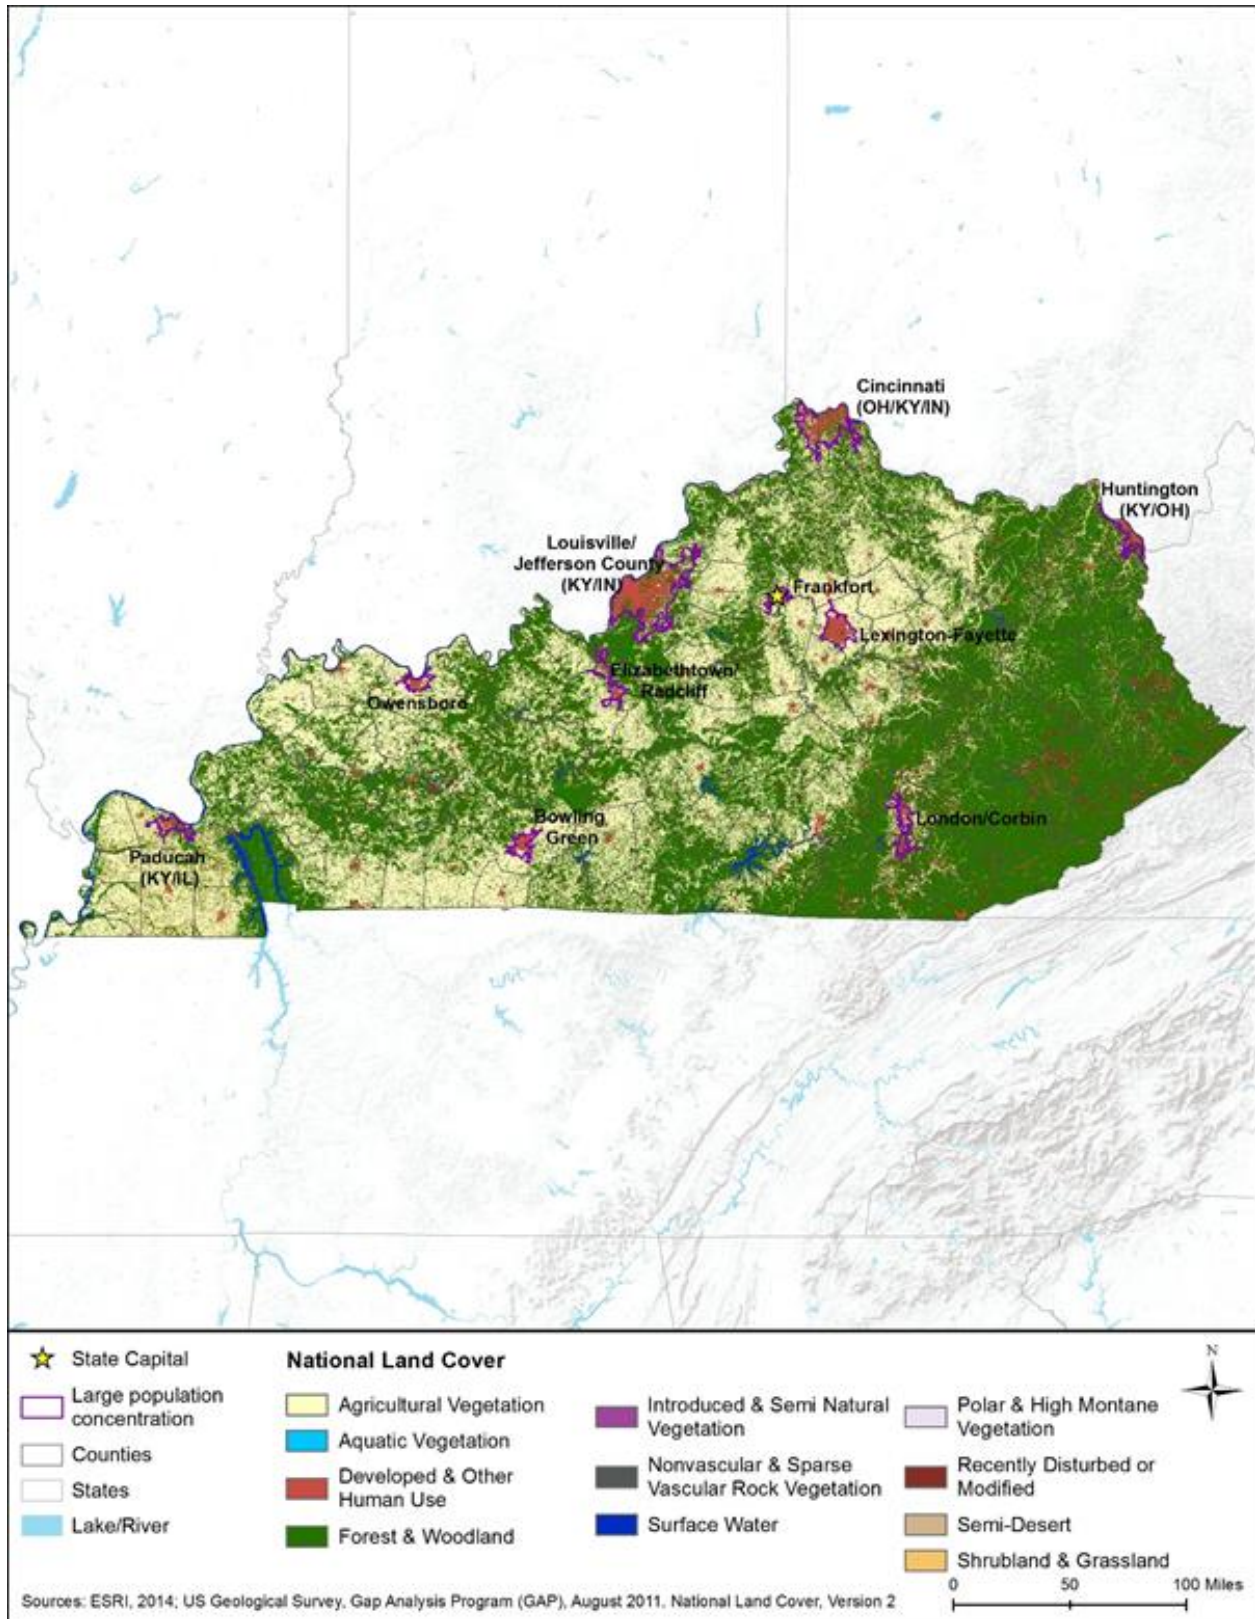 Cincinnati
(OH/KY/IN)
Huntington
(KY/OH)
Louisville/
Jefferson County
(KY/IN)
Frankfort
Lexington-Fayette
Elizabethtown/
Radcliff
Owensboro
Bowling
Green
London/Corbin
Paducah
(KY/IL)
State Capital
Large population
concentration
Counties
States
Lake/River
National Land Cover
Agricultural Vegetation
Aquatic Vegetation
Developed & Other
Human Use
Forest & Woodland
Introduced & Semi Natural
Vegetation
Nonvascular & Sparse
Vascular Rock Vegetation
Surface Water
Polar & High Montane
Vegetation
Recently Disturbed or
Modified
Semi-Desert
Shrubland & Grassland
N
0 50 100 Miles
Sources: ESRI, 2014; US Geological Survey, Gap Analysis Program (GAP), August 2011. National Land Cover, Version 2